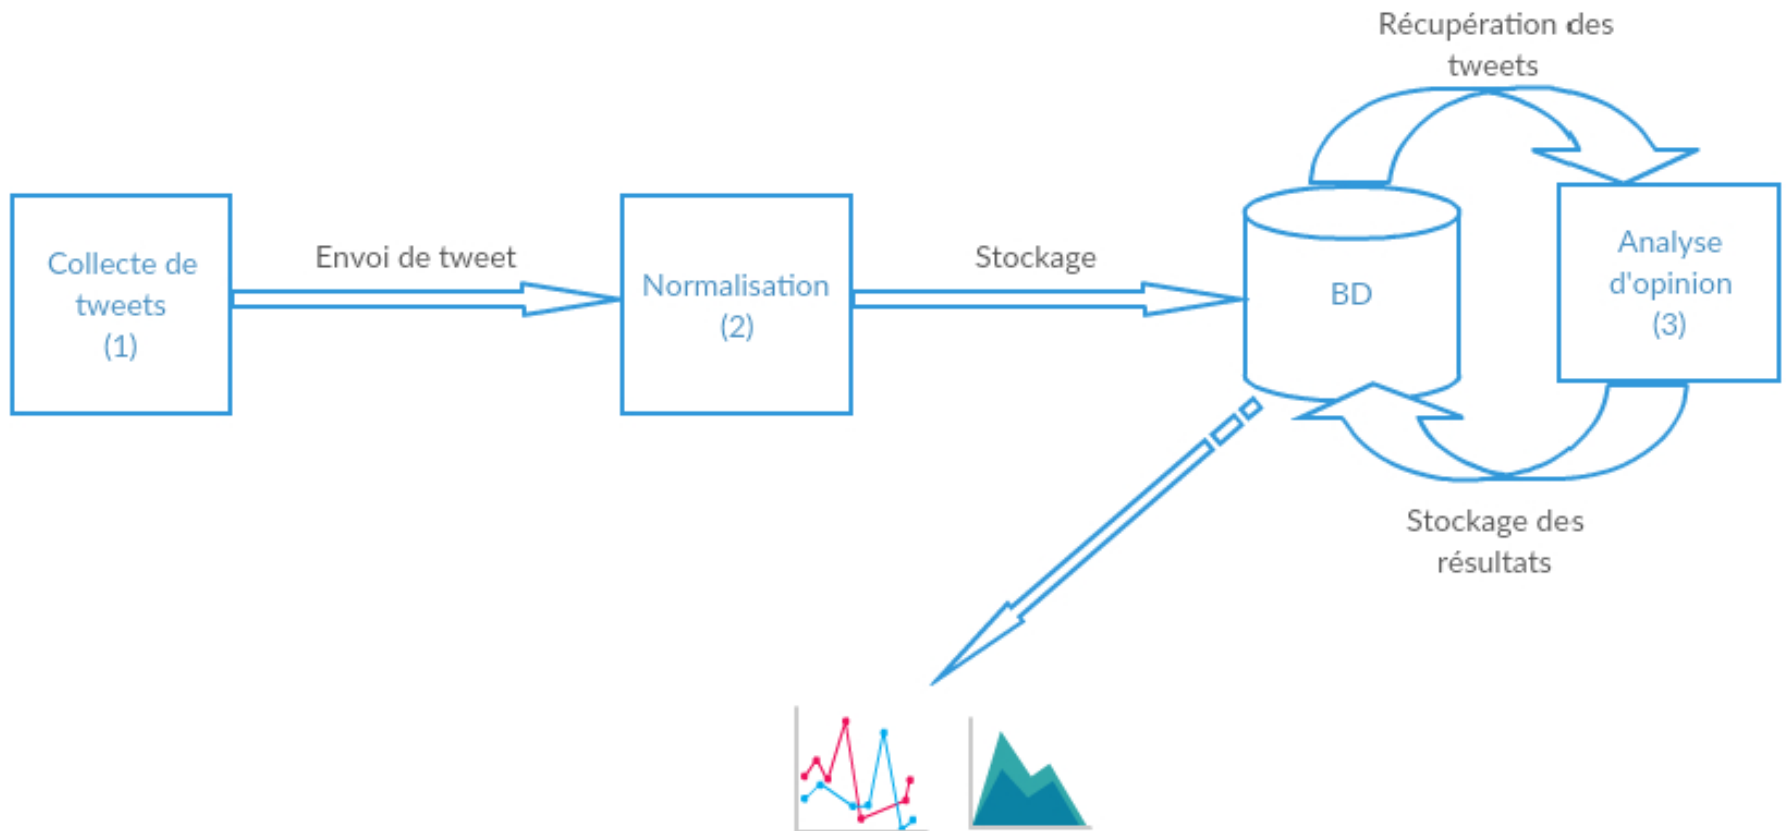 Récupération des
tweets
Collecte de
tweets
(1)
Envoi de tweet
Normalisation
(2)
Stockage
BD
Analyse
d'opinion
(3)
Stockage des
résultats